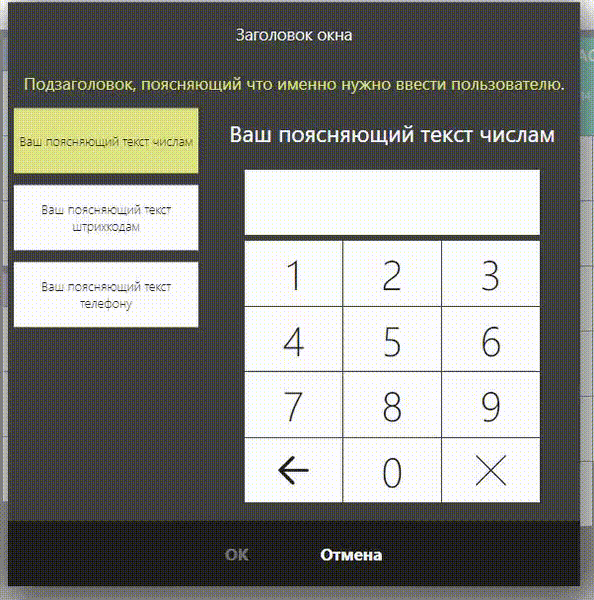 Заголовок окна
Подзаголовок, поясняющий что именно нужно ввести пользователю.
Ваш поясняющий текст числам
Ваш поясняющий текст
штрихкодам
Ваш поясняющий текст
телефону
Ваш поясняющий текст числам
1 2 3
4 5 6
7 8 9
0
ОК Отмена